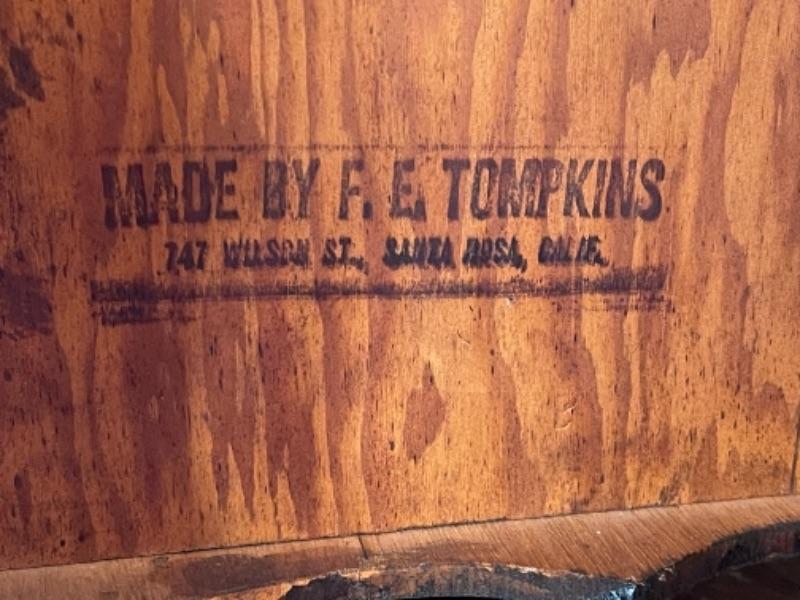 MADE BY F. E. TOMPKINS
747 WILSON ST., SANTA ROSA, CALIF.